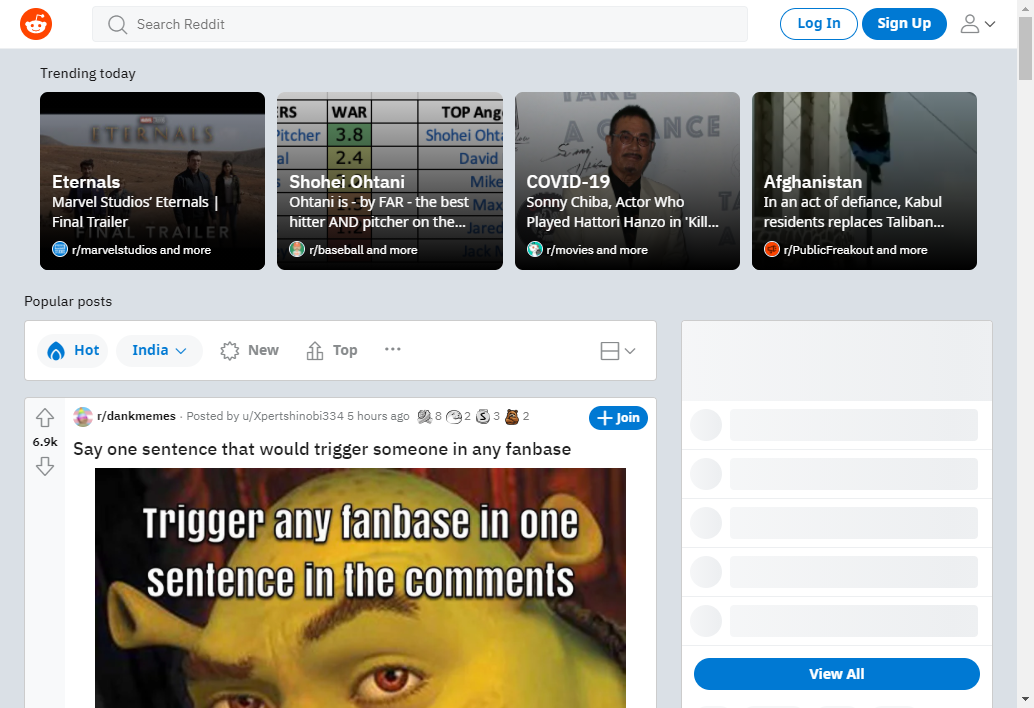 Search Reddit
Log In
Sign Up
Trending today
ETERNALS
Eternals
Marvel Studios’ Eternals |
Final Trailer
FINAL TRAILER
r/marvelstudios and more
WAR
TOP
Pitcher
3.8
Shohei
2.4
David
Mike
Shohei Ohtani
Ohtani is - by FAR - the best
hitter AND pitcher on the...
r/baseball and more
COVID-19
Sonny Chiba, Actor Who
Played Hattori Hanzo in 'Kill...
r/movies and more
Afghanistan
In an act of defiance, Kabul
residents replaces Taliban...
r/PublicFreakout and more
Popular posts
Hot
India
New
Top
r/dankmemes · Posted by u/Xpertshinobi334 5 hours ago 8 2 3 2
Join
6.9k
Say one sentence that would trigger someone in any fanbase
Trigger any fanbase in one
sentence in the comments
View All